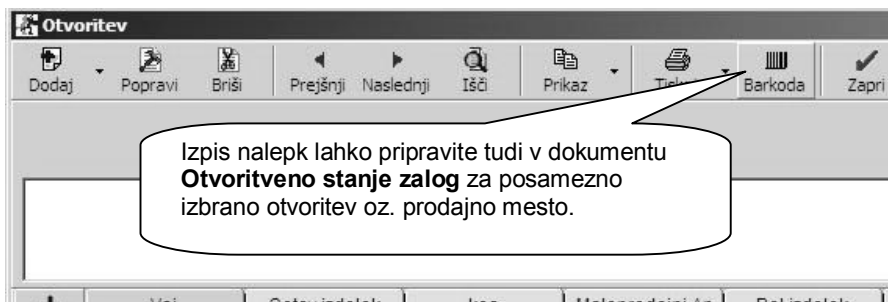 Otvoritev
Dodaj Popravi Briši Prejšnji Naslednji Išči Prikaz Barkoda Zapri
Izpis nalepk lahko pripravite tudi v dokumentu
Otvoritveno stanje zalog za posamezno
izbrano otvoritev oz. prodajno mesto.